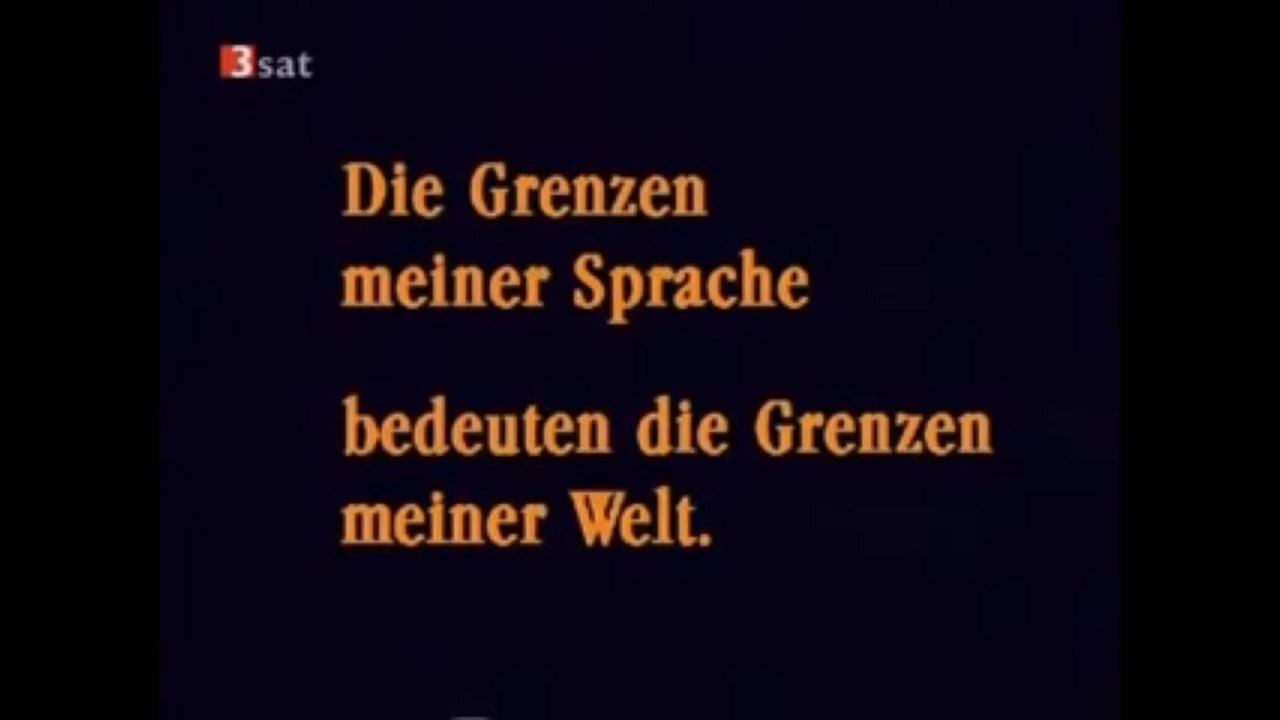 3sat
Die Grenzen
meiner Sprache
bedeuten die Grenzen
meiner Welt.